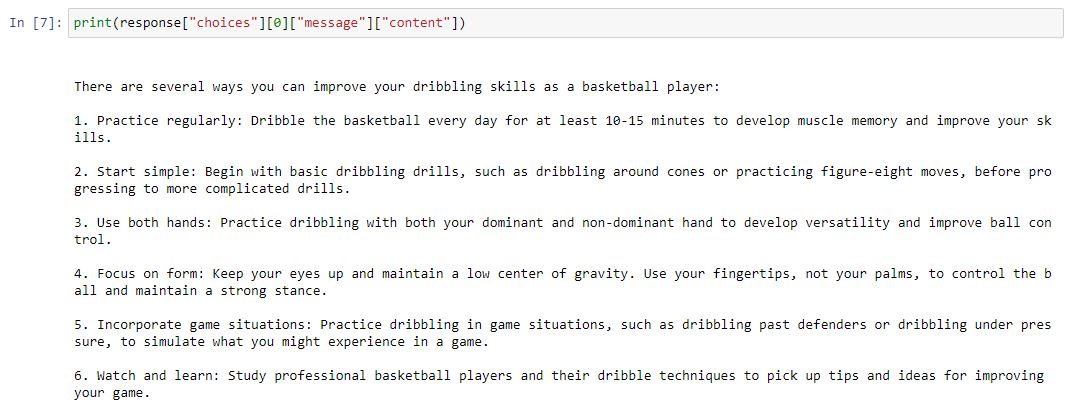 In [7]: print(response["choices"][0]["message"]["content"])
There are several ways you can improve your dribbling skills as a basketball player:
1. Practice regularly: Dribble the basketball every day for at least 10-15 minutes to develop muscle memory and improve your sk
ills.
2. Start simple: Begin with basic dribbling drills, such as dribbling around cones or practicing figure-eight moves, before pro
gressing to more complicated drills.
3. Use both hands: Practice dribbling with both your dominant and non-dominant hand to develop versatility and improve ball con
trol.
4. Focus on form: Keep your eyes up and maintain a low center of gravity. Use your fingertips, not your palms, to control the b
all and maintain a strong stance.
5. Incorporate game situations: Practice dribbling in game situations, such as dribbling past defenders or dribbling under pres
sure, to simulate what you might experience in a game.
6. Watch and learn: Study professional basketball players and their dribble techniques to pick up tips and ideas for improving
your game.